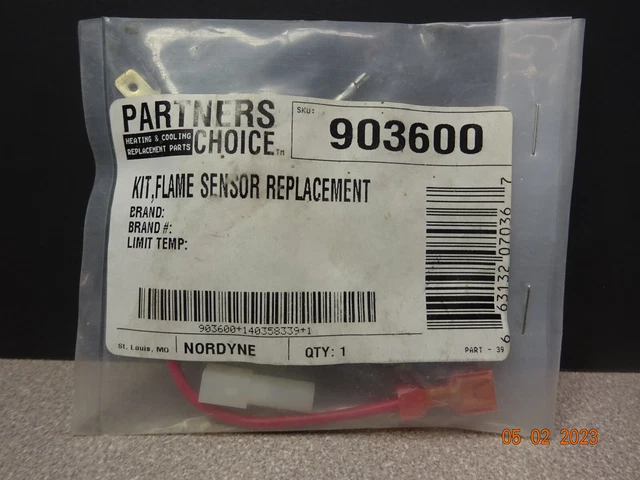 PARTNERS
HEATING & COOLING
REPLACEMENT PARTS
CHOICE TM
SKU:
903600
KIT,FLAME SENSOR REPLACEMENT
BRAND:
BRAND #:
LIMIT TEMP:
903600+140358339+1
6 63132 07036 7
St. Louis, MO
NORDYNE
QTY: 1
PART - 39
05 02 2023